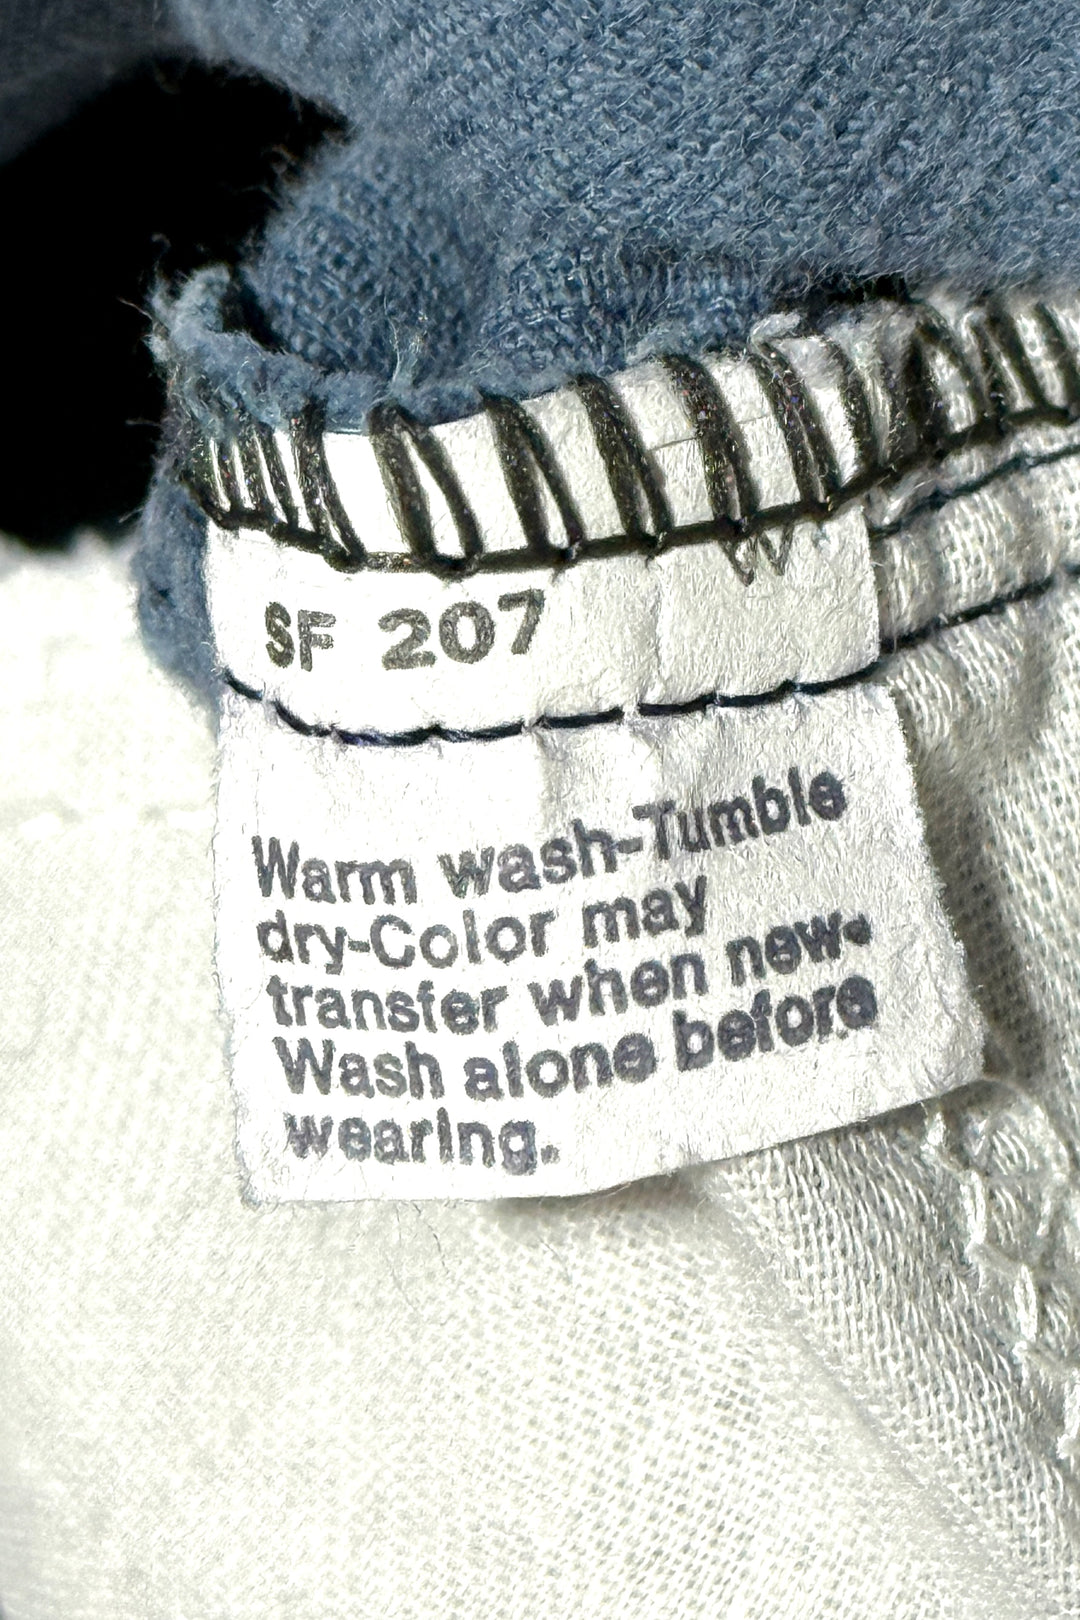 W
SF 207
Warm wash-Tumble
dry-Color may
transfer when new.
Wash alone before
wearing.